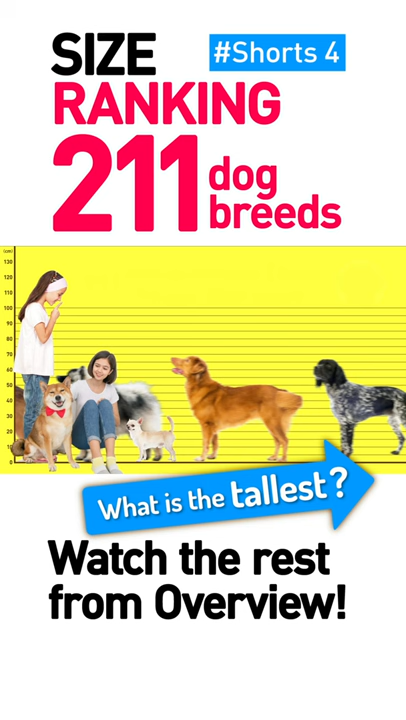 SIZE
#Shorts 4
RANKING
211 dog
breeds
(cm)
130
120
110
100
90
80
70
60
50
40
30
20
10
0
What is the tallest?
Watch the rest
from Overview!